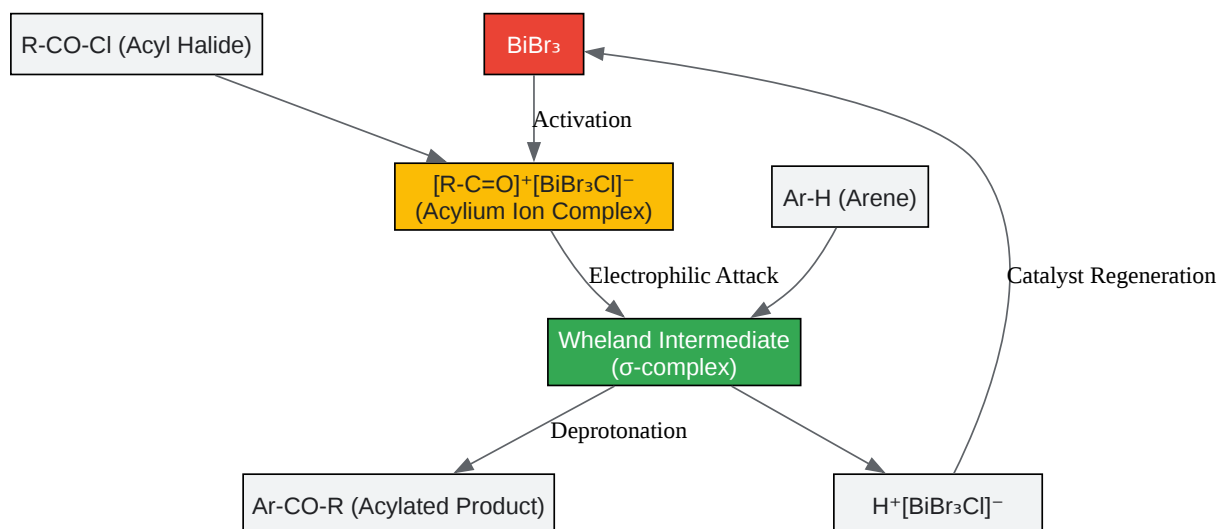 R-CO-Cl (Acyl Halide)
BiBr₃
Activation
[R-C=O]⁺[BiBr₃Cl]⁻
(Acylium Ion Complex)
Ar-H (Arene)
Electrophilic Attack
Catalyst Regeneration
Wheland Intermediate
(σ-complex)
Deprotonation
Ar-CO-R (Acylated Product)
H⁺[BiBr₃Cl]⁻